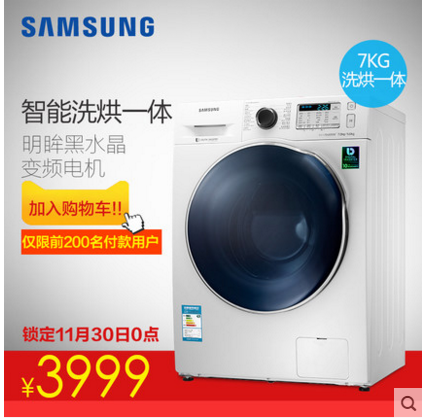 SAMSUNG
7KG
洗烘一体
智能洗烘一体
明眸黑水晶
变频电机
加入购物车!!
仅限前200名付款用户
SAMSUNG
锁定11月30日0点
¥3999